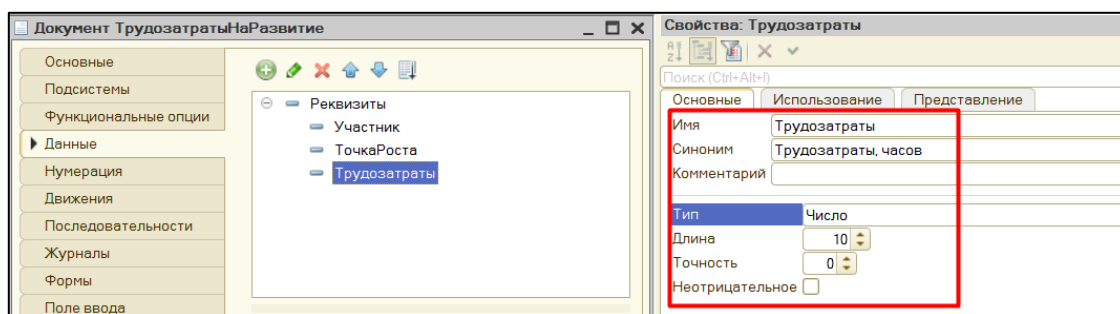 Документ ТрудозатратыНаРазвитие
Основные
Подсистемы
Функциональные опции
Данные
Нумерация
Движения
Последовательности
Журналы
Формы
Поле ввода
Реквизиты
Участник
ТочкаРоста
Трудозатраты
Свойства: Трудозатраты
Поиск (Ctrl+Alt+I)
Основные Использование Представление
Имя Трудозатраты
Синоним Трудозатраты, часов
Комментарий
Тип Число
Длина 10
Точность 0
Неотрицательное